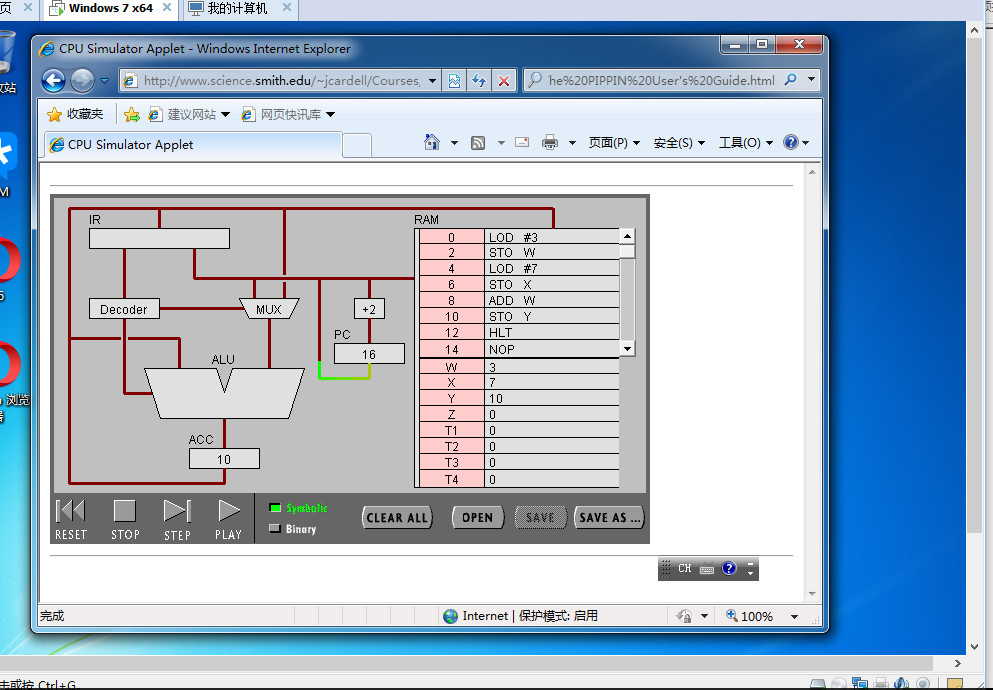 页 Windows 7 x64 我的计算机
CPU Simulator Applet - Windows Internet Explorer
http://www.science.smith.edu/~jcardell/Courses, he%20PIPPIN%20User's%20Guide.html
收藏夹 建议网站 网页快讯库
CPU Simulator Applet 页面(P) 安全(S) 工具(O)
IR RAM
0 LOD #3
2 STO W
4 LOD #7
6 STO X
8 ADD W
10 STO Y
12 HLT
14 NOP
W 3
X 7
Y 10
Z 0
T1 0
T2 0
T3 0
T4 0
Decoder MUX +2
PC
16
ALU
ACC
10
RESET STOP STEP PLAY
Symbolic
Binary
CLEAR ALL OPEN SAVE SAVE AS ...
CH
完成 Internet | 保护模式: 启用 100%
站
M
浏览
器
击或按 Ctrl+G.